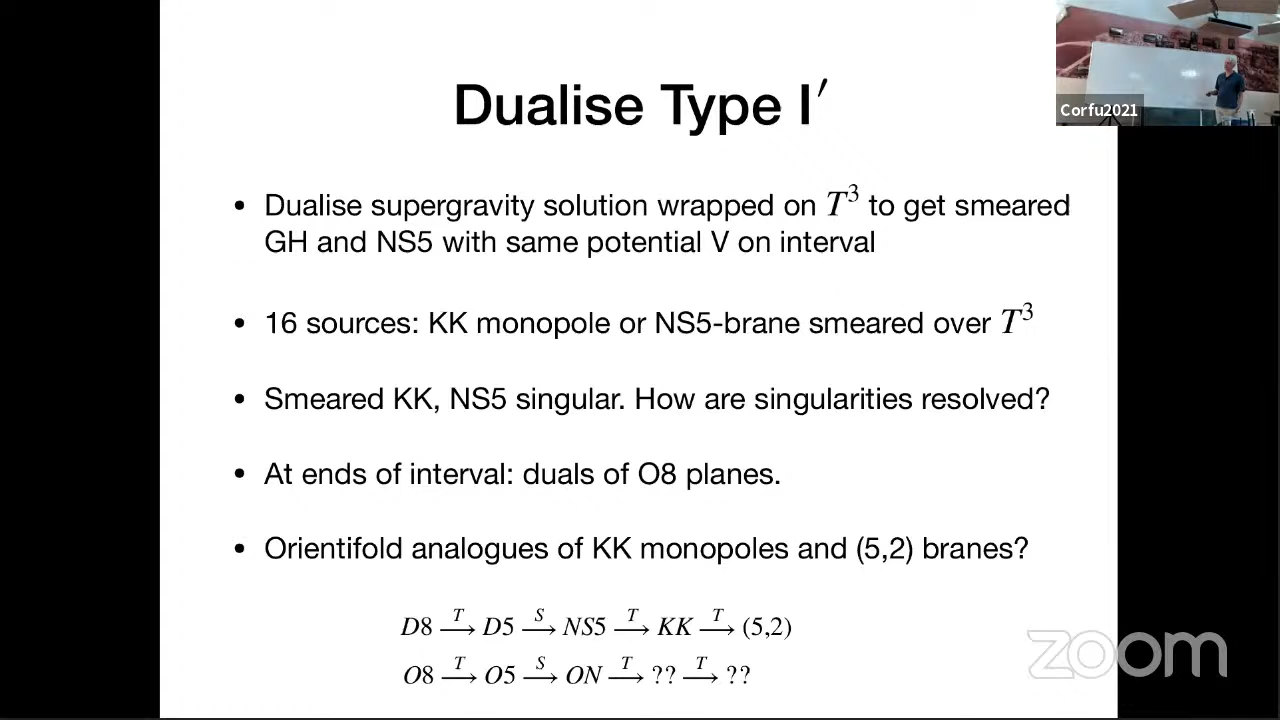 Dualise Type I′
Corfu2021
• Dualise supergravity solution wrapped on T³ to get smeared
GH and NS5 with same potential V on interval
• 16 sources: KK monopole or NS5-brane smeared over T³
• Smeared KK, NS5 singular. How are singularities resolved?
• At ends of interval: duals of O8 planes.
• Orientifold analogues of KK monopoles and (5,2) branes?
D8 —T→ D5 —S→ NS5 —T→ KK —T→ (5,2)
O8 —T→ O5 —S→ ON —T→ ?? —T→ ??
zoom